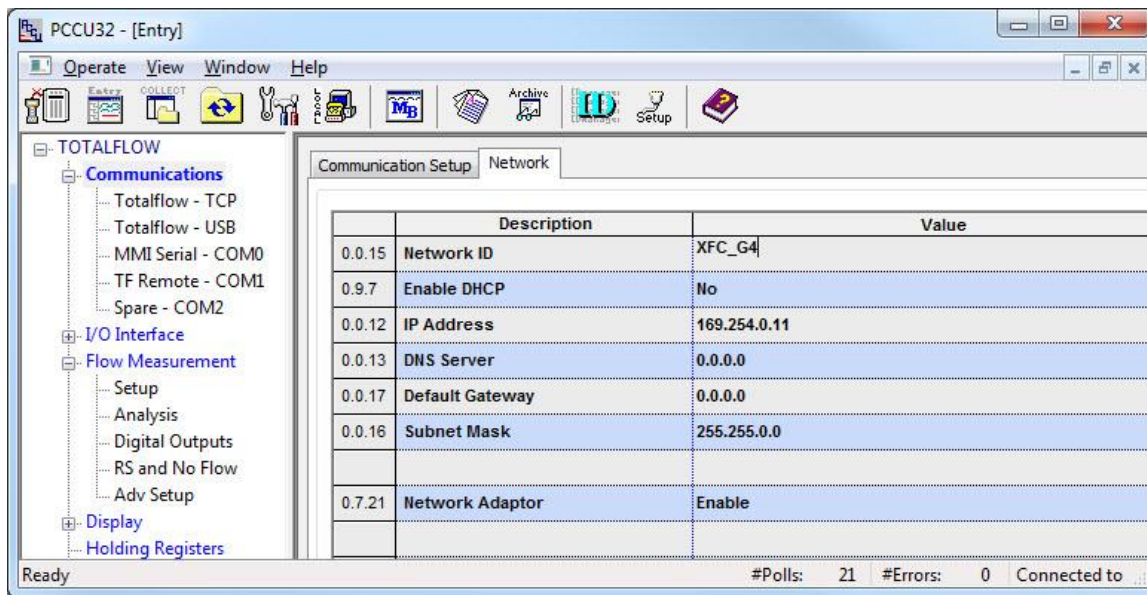 PCCU32 - [Entry]
Operate View Window Help
Entry
COLLECT
MB
Archive
ID
Setup
TOTALFLOW
Communications
Totalflow - TCP
Totalflow - USB
MMI Serial - COM0
TF Remote - COM1
Spare - COM2
I/O Interface
Flow Measurement
Setup
Analysis
Digital Outputs
RS and No Flow
Adv Setup
Display
Holding Registers
Communication Setup Network
Description Value
0.0.15 Network ID XFC_G4
0.9.7 Enable DHCP No
0.0.12 IP Address 169.254.0.11
0.0.13 DNS Server 0.0.0.0
0.0.17 Default Gateway 0.0.0.0
0.0.16 Subnet Mask 255.255.0.0
0.7.21 Network Adaptor Enable
Ready #Polls: 21 #Errors: 0 Connected to